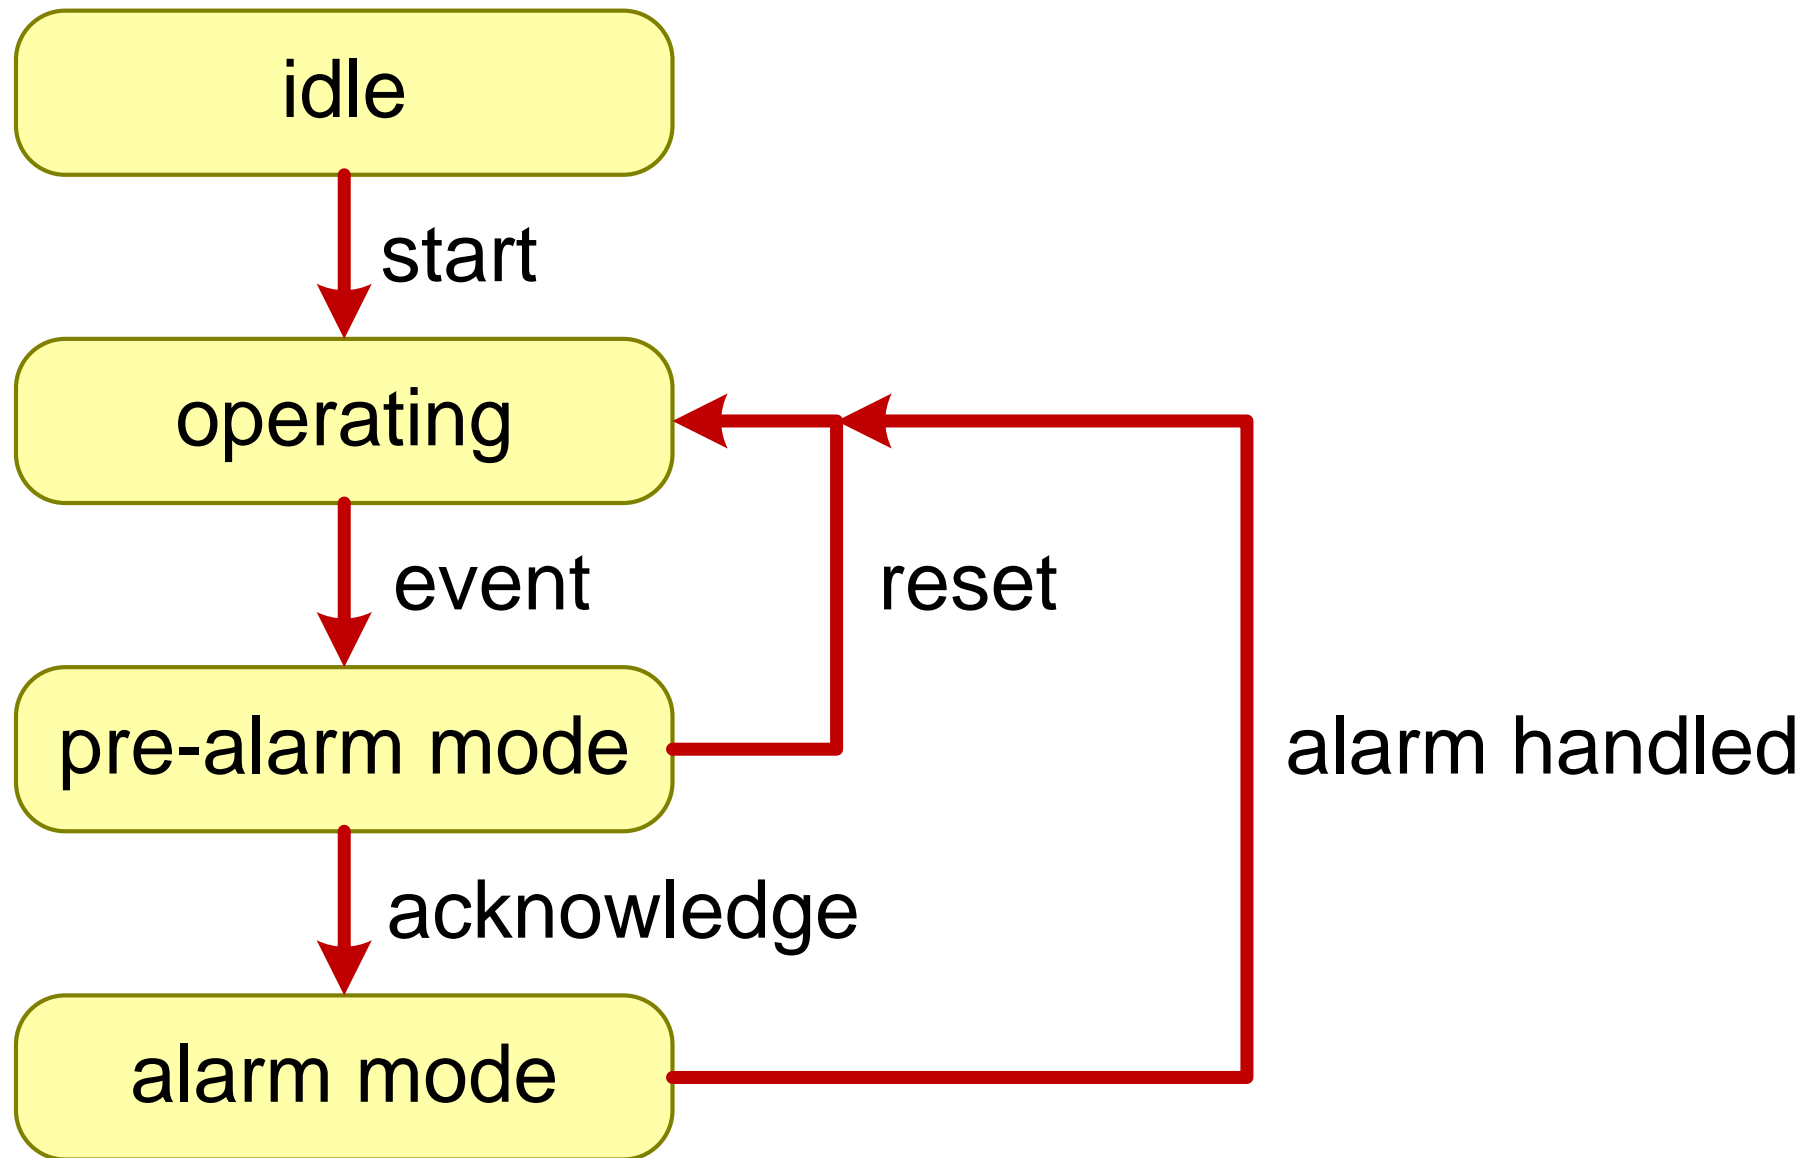 idle
start
operating
event
reset
pre-alarm mode
alarm handled
acknowledge
alarm mode